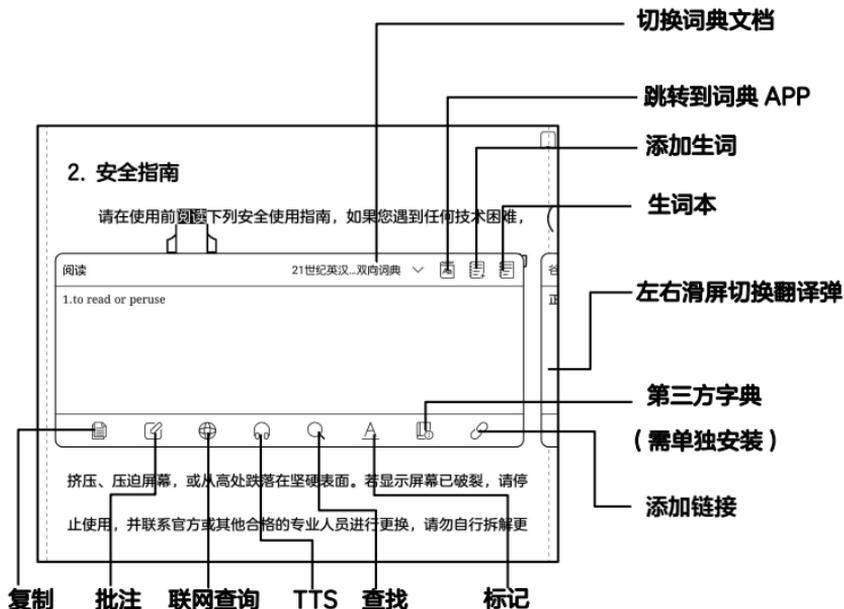 切换词典文档
跳转到词典 APP
添加生词
2. 安全指南
生词本
请在使用前阅读下列安全使用指南，如果您遇到任何技术困难，
阅读
21世纪英汉...双向词典
谷
1.to read or peruse
正
左右滑屏切换翻译弹
第三方字典
（需单独安装）
挤压、压迫屏幕，或从高处跌落在坚硬表面。若显示屏幕已破裂，请停
添加链接
止使用，并联系官方或其他合格的专业人员进行更换，请勿自行拆解更
复制
批注
联网查询
TTS
查找
标记